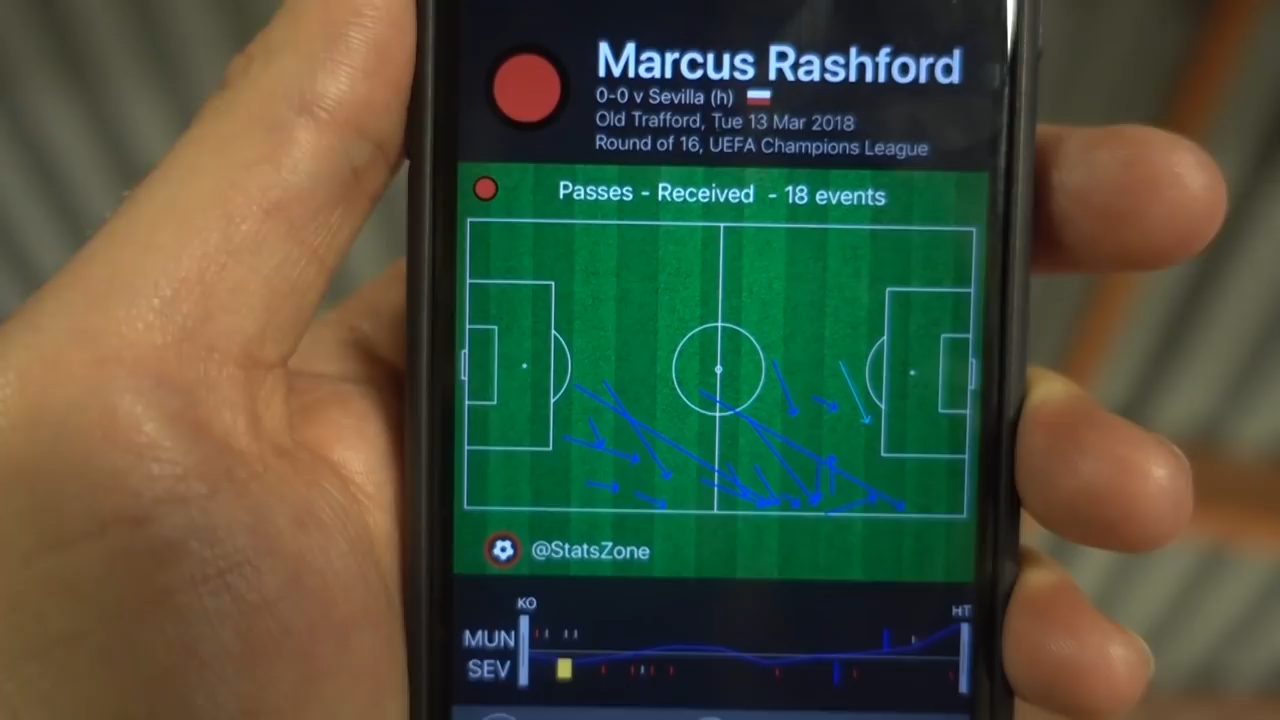 Marcus Rashford
0-0 v Sevilla (h)
Old Trafford, Tue 13 Mar 2018
Round of 16, UEFA Champions League
Passes - Received - 18 events
@StatsZone
KO
HT
MUN
SEV